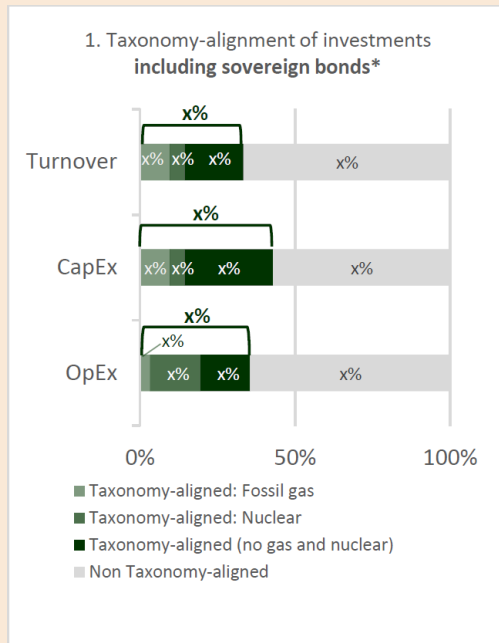 1. Taxonomy-alignment of investments
including sovereign bonds*
x%
Turnover
x% x% x% x%
x%
CapEx
x% x% x% x%
x%
x%
OpEx
x% x% x%
0% 50% 100%
Taxonomy-aligned: Fossil gas
Taxonomy-aligned: Nuclear
Taxonomy-aligned (no gas and nuclear)
Non Taxonomy-aligned